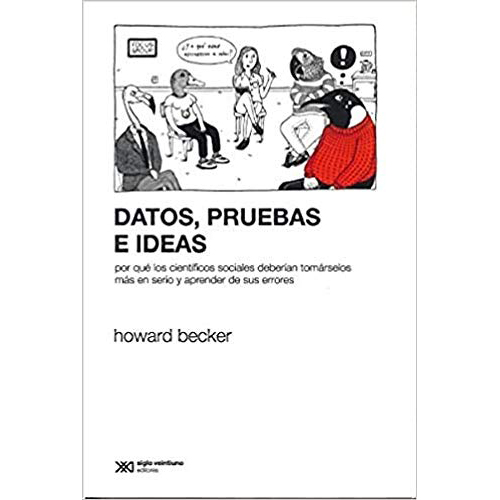 DATOS, PRUEBAS
E IDEAS
por qué los científicos sociales deberían tomárselos
más en serio y aprender de sus errores
howard becker
siglo veintiuno
editores